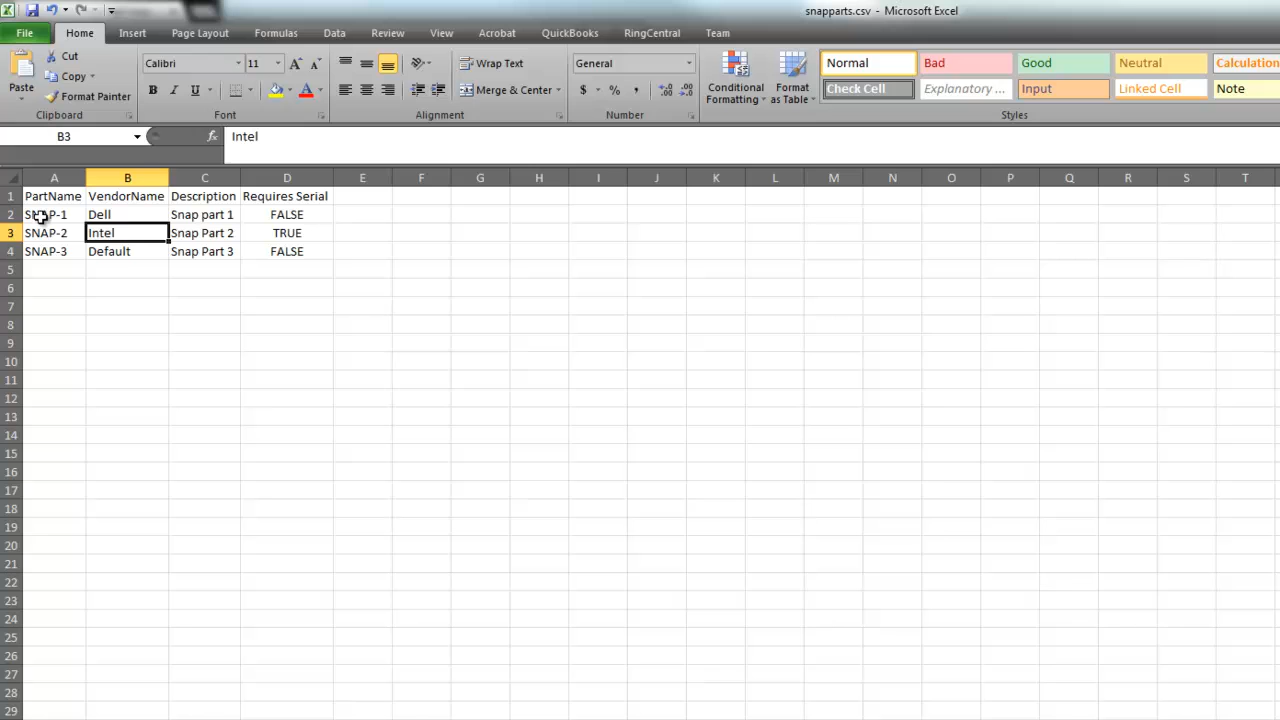 snapparts.csv - Microsoft Excel
File Home Insert Page Layout Formulas Data Review View Acrobat QuickBooks RingCentral Team
Cut
Copy
Format Painter
Paste
Clipboard
Calibri 11
B I U
Font
Wrap Text
Merge & Center
Alignment
General
$ % ,
Number
Conditional Formatting
Format as Table
Normal Bad Good Neutral Calculation
Check Cell Explanatory ... Input Linked Cell Note
Styles
B3 fx Intel
A B C D E F G H I J K L M N O P Q R S T
1 PartName VendorName Description Requires Serial
2 SNAP-1 Dell Snap part 1 FALSE
3 SNAP-2 Intel Snap Part 2 TRUE
4 SNAP-3 Default Snap Part 3 FALSE
5
6
7
8
9
10
11
12
13
14
15
16
17
18
19
20
21
22
23
24
25
26
27
28
29